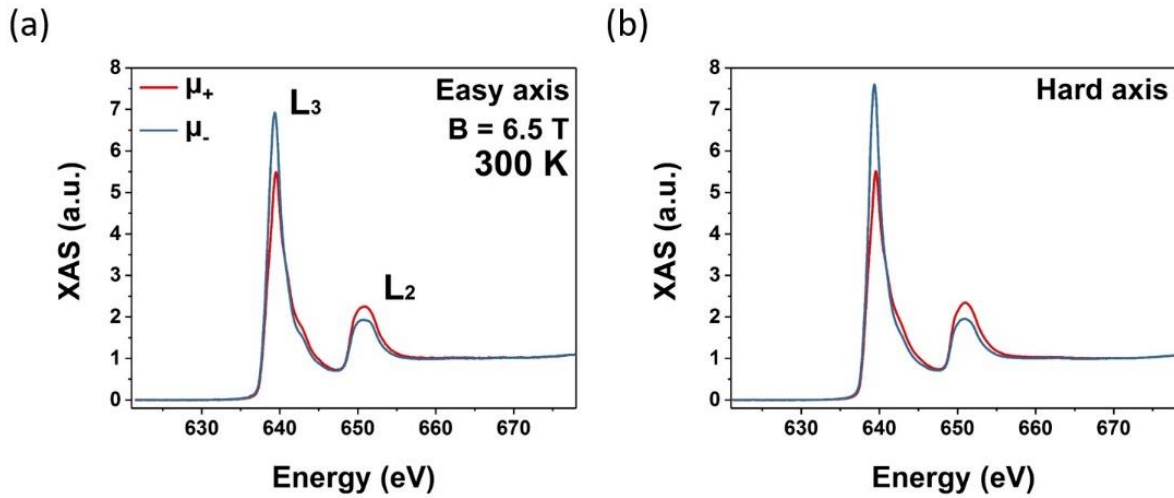 (a)
XAS (a.u.)
8
7
6
5
4
3
2
1
0
μ+
μ-
L3
L2
Easy axis
B = 6.5 T
300 K
630
640
650
660
670
Energy (eV)
(b)
XAS (a.u.)
8
7
6
5
4
3
2
1
0
Hard axis
630
640
650
660
670
Energy (eV)